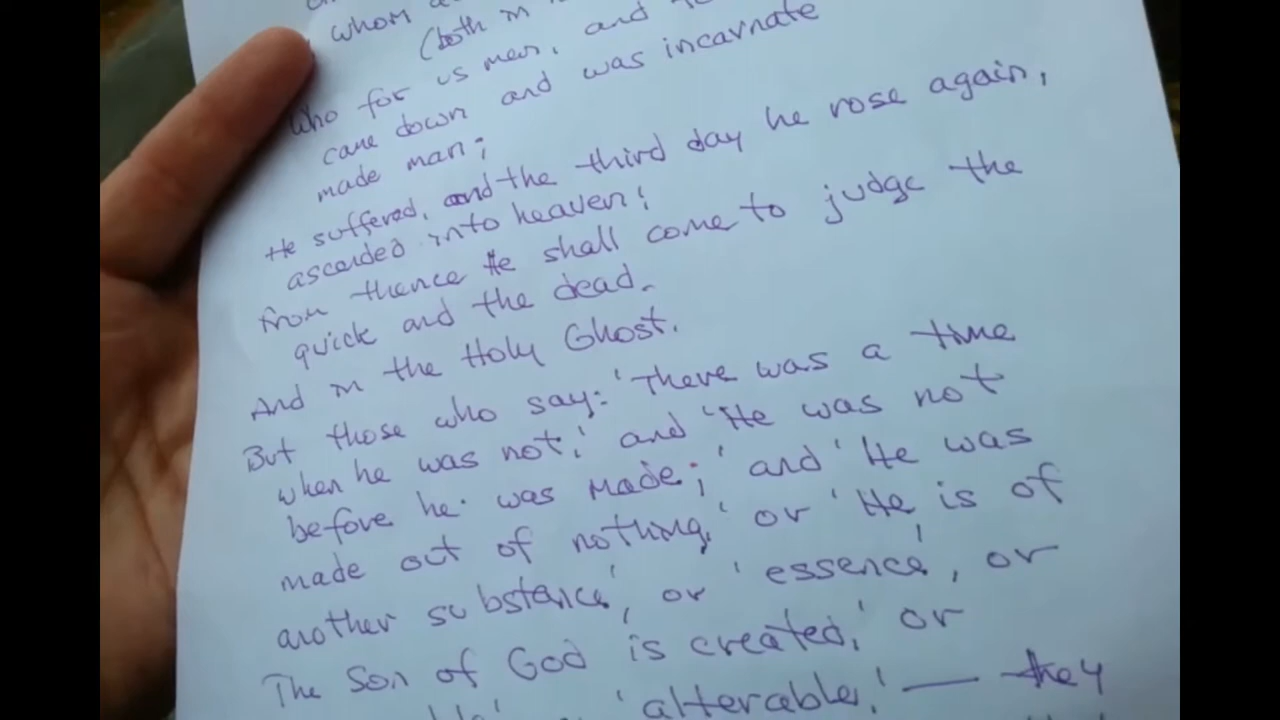 whom
(both in
who for us men, and
came down and was incarnate
made man;
He suffered, and the third day he rose again,
ascended into heaven;
from thence He shall come to judge the
quick and the dead.
And in the Holy Ghost.
But those who say: 'There was a time
when he was not;' and 'He was not
before he was made;' and 'He was
made out of nothing,' or 'He is of
another substance', or 'essence', or
The Son of God is created,' or
'alterable,' — they